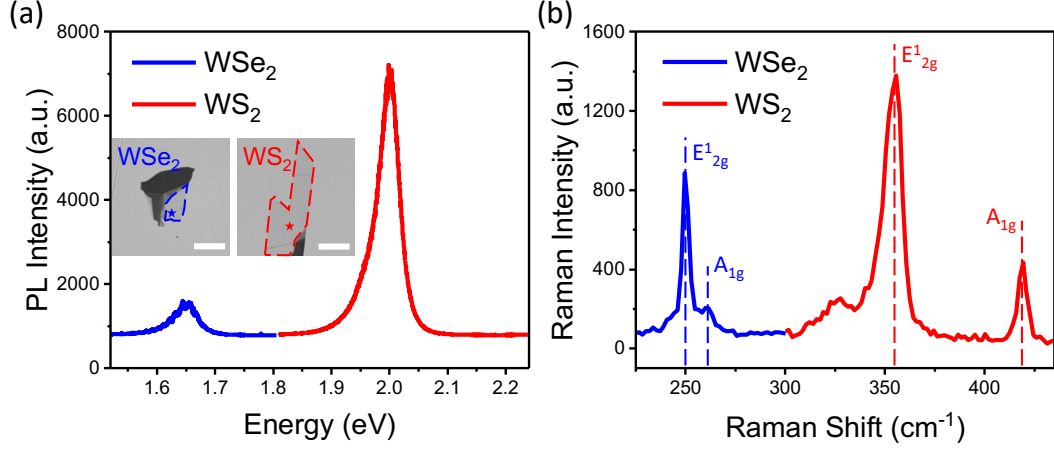 (a)
8000
6000
4000
2000
0
PL Intensity (a.u.)
WSe₂
WS₂
WSe₂
WS₂
1.6 1.7 1.8 1.9 2.0 2.1 2.2
Energy (eV)
(b)
1600
1200
800
400
0
Raman Intensity (a.u.)
WSe₂
WS₂
E¹₂g
E¹₂g
A₁g
A₁g
250 300 350 400
Raman Shift (cm⁻¹)